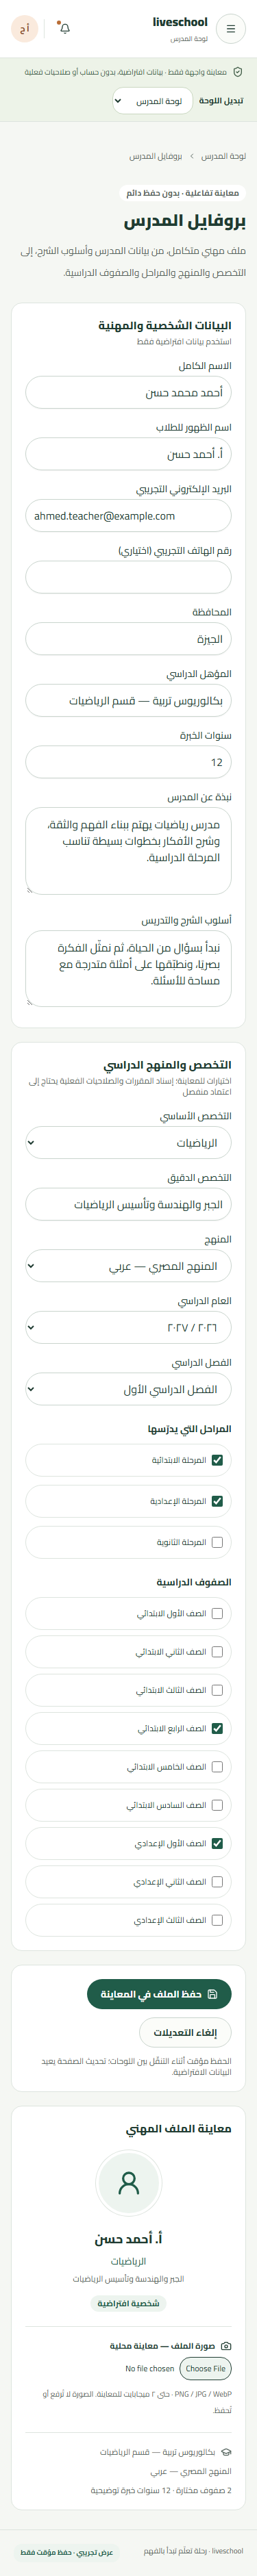 liveschool
لوحة المدرس
أ ج
معاينة واجهة فقط · بيانات افتراضية، بدون حساب أو صلاحيات فعلية
تبديل اللوحة
لوحة المدرس
لوحة المدرس
بروفايل المدرس
معاينة تفاعلية · بدون حفظ دائم
بروفايل المدرس
ملف مهني متكامل، من بيانات المدرس وأسلوب الشرح، إلى
التخصص والمنهج والمراحل والصفوف الدراسية.
البيانات الشخصية والمهنية
استخدم بيانات افتراضية فقط
الاسم الكامل
أحمد محمد حسن
اسم الظهور للطلاب
أ. أحمد حسن
البريد الإلكتروني التجريبي
ahmed.teacher@example.com
رقم الهاتف التجريبي (اختياري)
المحافظة
الجيزة
المؤهل الدراسي
بكالوريوس تربية — قسم الرياضيات
سنوات الخبرة
12
نبذة عن المدرس
مدرس رياضيات يهتم ببناء الفهم والثقة،
وشرح الأفكار بخطوات بسيطة تناسب
المرحلة الدراسية.
أسلوب الشرح والتدريس
نبدأ بسؤال من الحياة، ثم نمثّل الفكرة
بصريًا، ونطبّقها على أمثلة متدرجة مع
مساحة للأسئلة.
التخصص والمنهج الدراسي
اختيارات للمعاينة؛ إسناد المقررات والصلاحيات الفعلية يحتاج إلى
اعتماد منفصل
التخصص الأساسي
الرياضيات
التخصص الدقيق
الجبر والهندسة وتأسيس الرياضيات
المنهج
المنهج المصري — عربي
العام الدراسي
٢٠٢٦ / ٢٠٢٧
الفصل الدراسي
الفصل الدراسي الأول
المراحل التي يدرّسها
المرحلة الابتدائية
المرحلة الإعدادية
المرحلة الثانوية
الصفوف الدراسية
الصف الأول الابتدائي
الصف الثاني الابتدائي
الصف الثالث الابتدائي
الصف الرابع الابتدائي
الصف الخامس الابتدائي
الصف السادس الابتدائي
الصف الأول الإعدادي
الصف الثاني الإعدادي
الصف الثالث الإعدادي
حفظ الملف في المعاينة
إلغاء التعديلات
الحفظ مؤقت أثناء التنقّل بين اللوحات؛ تحديث الصفحة يعيد
البيانات الافتراضية.
معاينة الملف المهني
أ. أحمد حسن
الرياضيات
الجبر والهندسة وتأسيس الرياضيات
شخصية افتراضية
صورة الملف — معاينة محلية
Choose File No file chosen
PNG / JPG / WebP · حتى ٢ ميجابايت للمعاينة. الصورة لا تُرفع أو
تُحفظ.
بكالوريوس تربية — قسم الرياضيات
المنهج المصري — عربي
2 صفوف مختارة · 12 سنوات خبرة توضيحية
liveschool · رحلة تعلّم تبدأ بالفهم
عرض تجريبي · حفظ مؤقت فقط